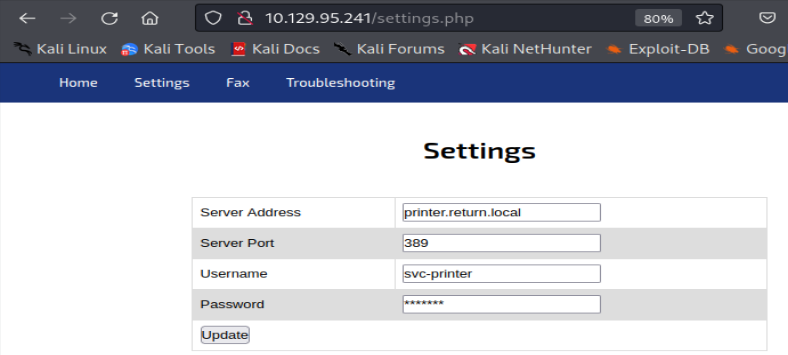 10.129.95.241/settings.php 80%
Kali Linux Kali Tools Kali Docs Kali Forums Kali NetHunter Exploit-DB Goog
Home Settings Fax Troubleshooting
Settings
Server Address printer.return.local
Server Port 389
Username svc-printer
Password *******
Update